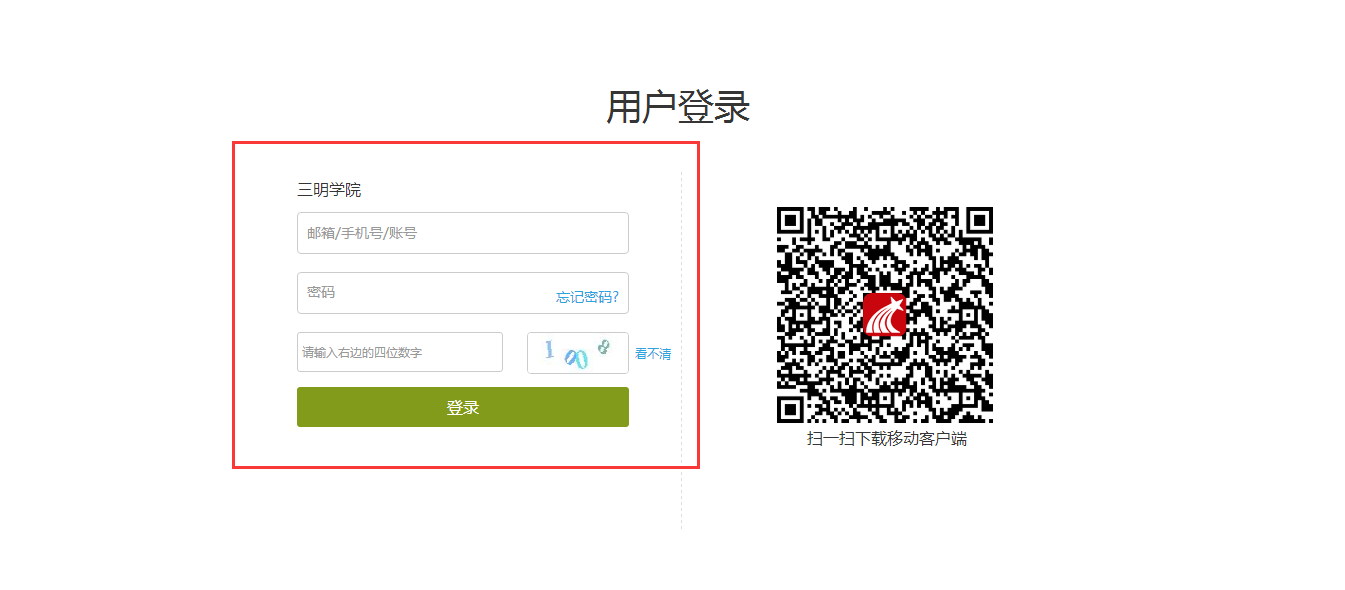 用户登录
三明学院
邮箱/手机号/账号
密码
忘记密码?
请输入右边的四位数字
1008
看不清
登录
扫一扫下载移动客户端